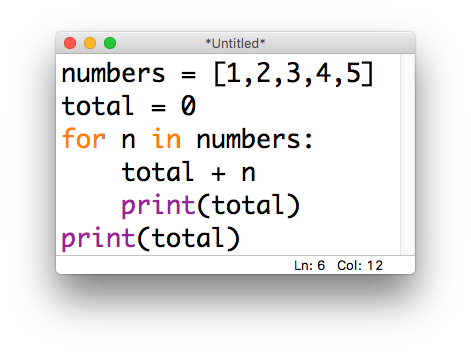 *Untitled*
numbers = [1,2,3,4,5]
total = 0
for n in numbers:
    total + n
    print(total)
print(total)
Ln: 6 Col: 12